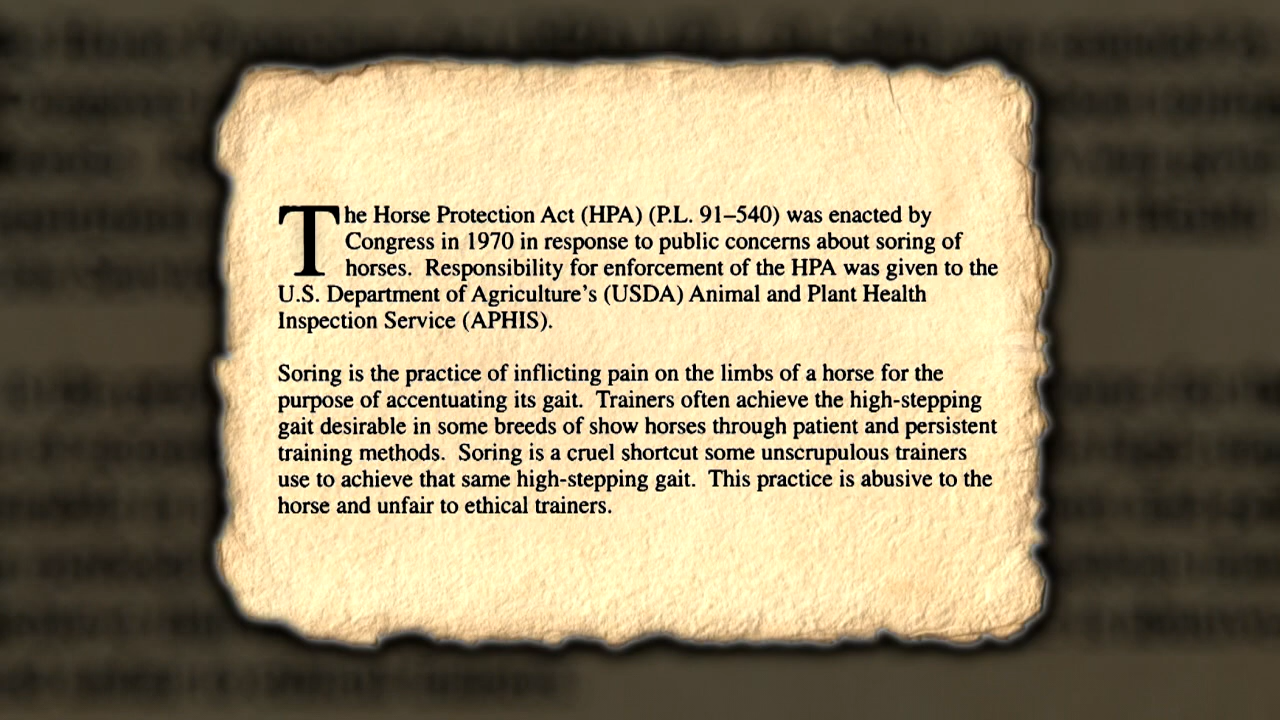 The Horse Protection Act (HPA) (P.L. 91–540) was enacted by
Congress in 1970 in response to public concerns about soring of
horses. Responsibility for enforcement of the HPA was given to the
U.S. Department of Agriculture's (USDA) Animal and Plant Health
Inspection Service (APHIS).
Soring is the practice of inflicting pain on the limbs of a horse for the
purpose of accentuating its gait. Trainers often achieve the high-stepping
gait desirable in some breeds of show horses through patient and persistent
training methods. Soring is a cruel shortcut some unscrupulous trainers
use to achieve that same high-stepping gait. This practice is abusive to the
horse and unfair to ethical trainers.